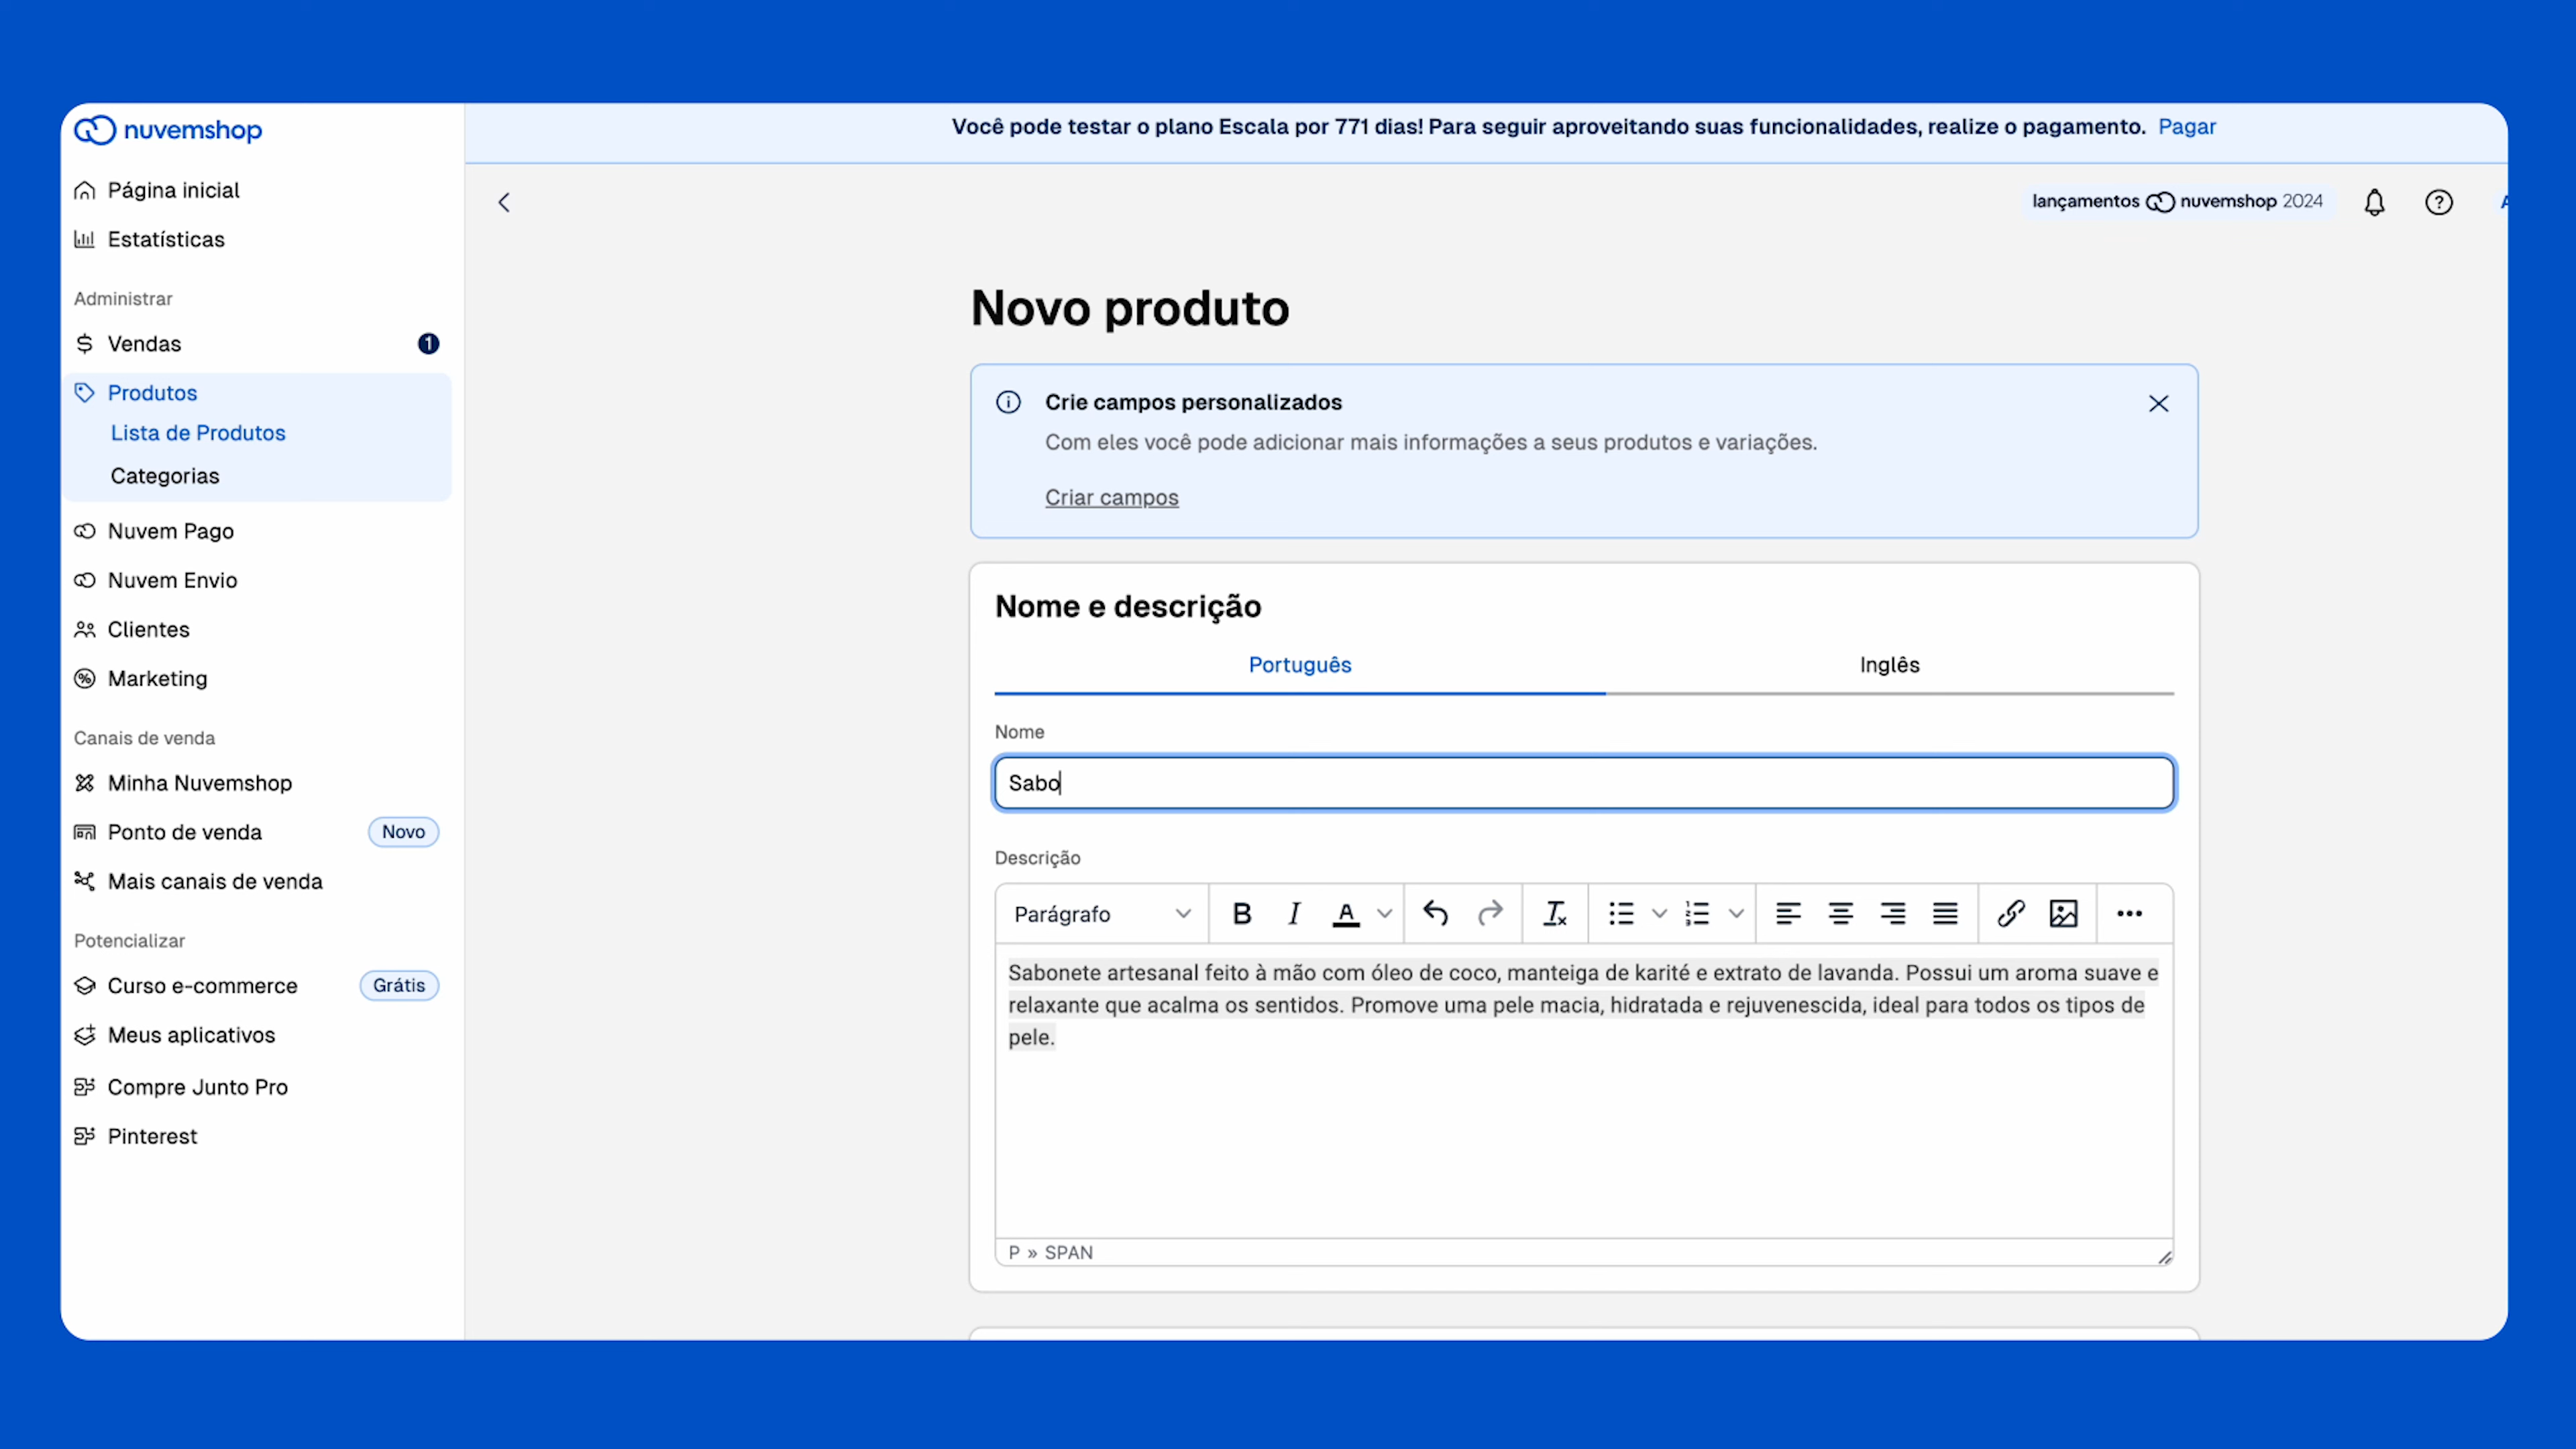 nuvemshop
Você pode testar o plano Escala por 771 dias! Para seguir aproveitando suas funcionalidades, realize o pagamento. Pagar
Página inicial
lançamentos nuvemshop 2024
Estatísticas
Administrar
Vendas 1
Produtos
Lista de Produtos
Categorias
Nuvem Pago
Nuvem Envio
Clientes
Marketing
Canais de venda
Minha Nuvemshop
Ponto de venda Novo
Mais canais de venda
Potencializar
Curso e-commerce Grátis
Meus aplicativos
Compre Junto Pro
Pinterest
Novo produto
Crie campos personalizados
Com eles você pode adicionar mais informações a seus produtos e variações.
Criar campos
Nome e descrição
Português Inglês
Nome
Sabo
Descrição
Parágrafo B I A
Sabonete artesanal feito à mão com óleo de coco, manteiga de karité e extrato de lavanda. Possui um aroma suave e
relaxante que acalma os sentidos. Promove uma pele macia, hidratada e rejuvenescida, ideal para todos os tipos de
pele.
P » SPAN